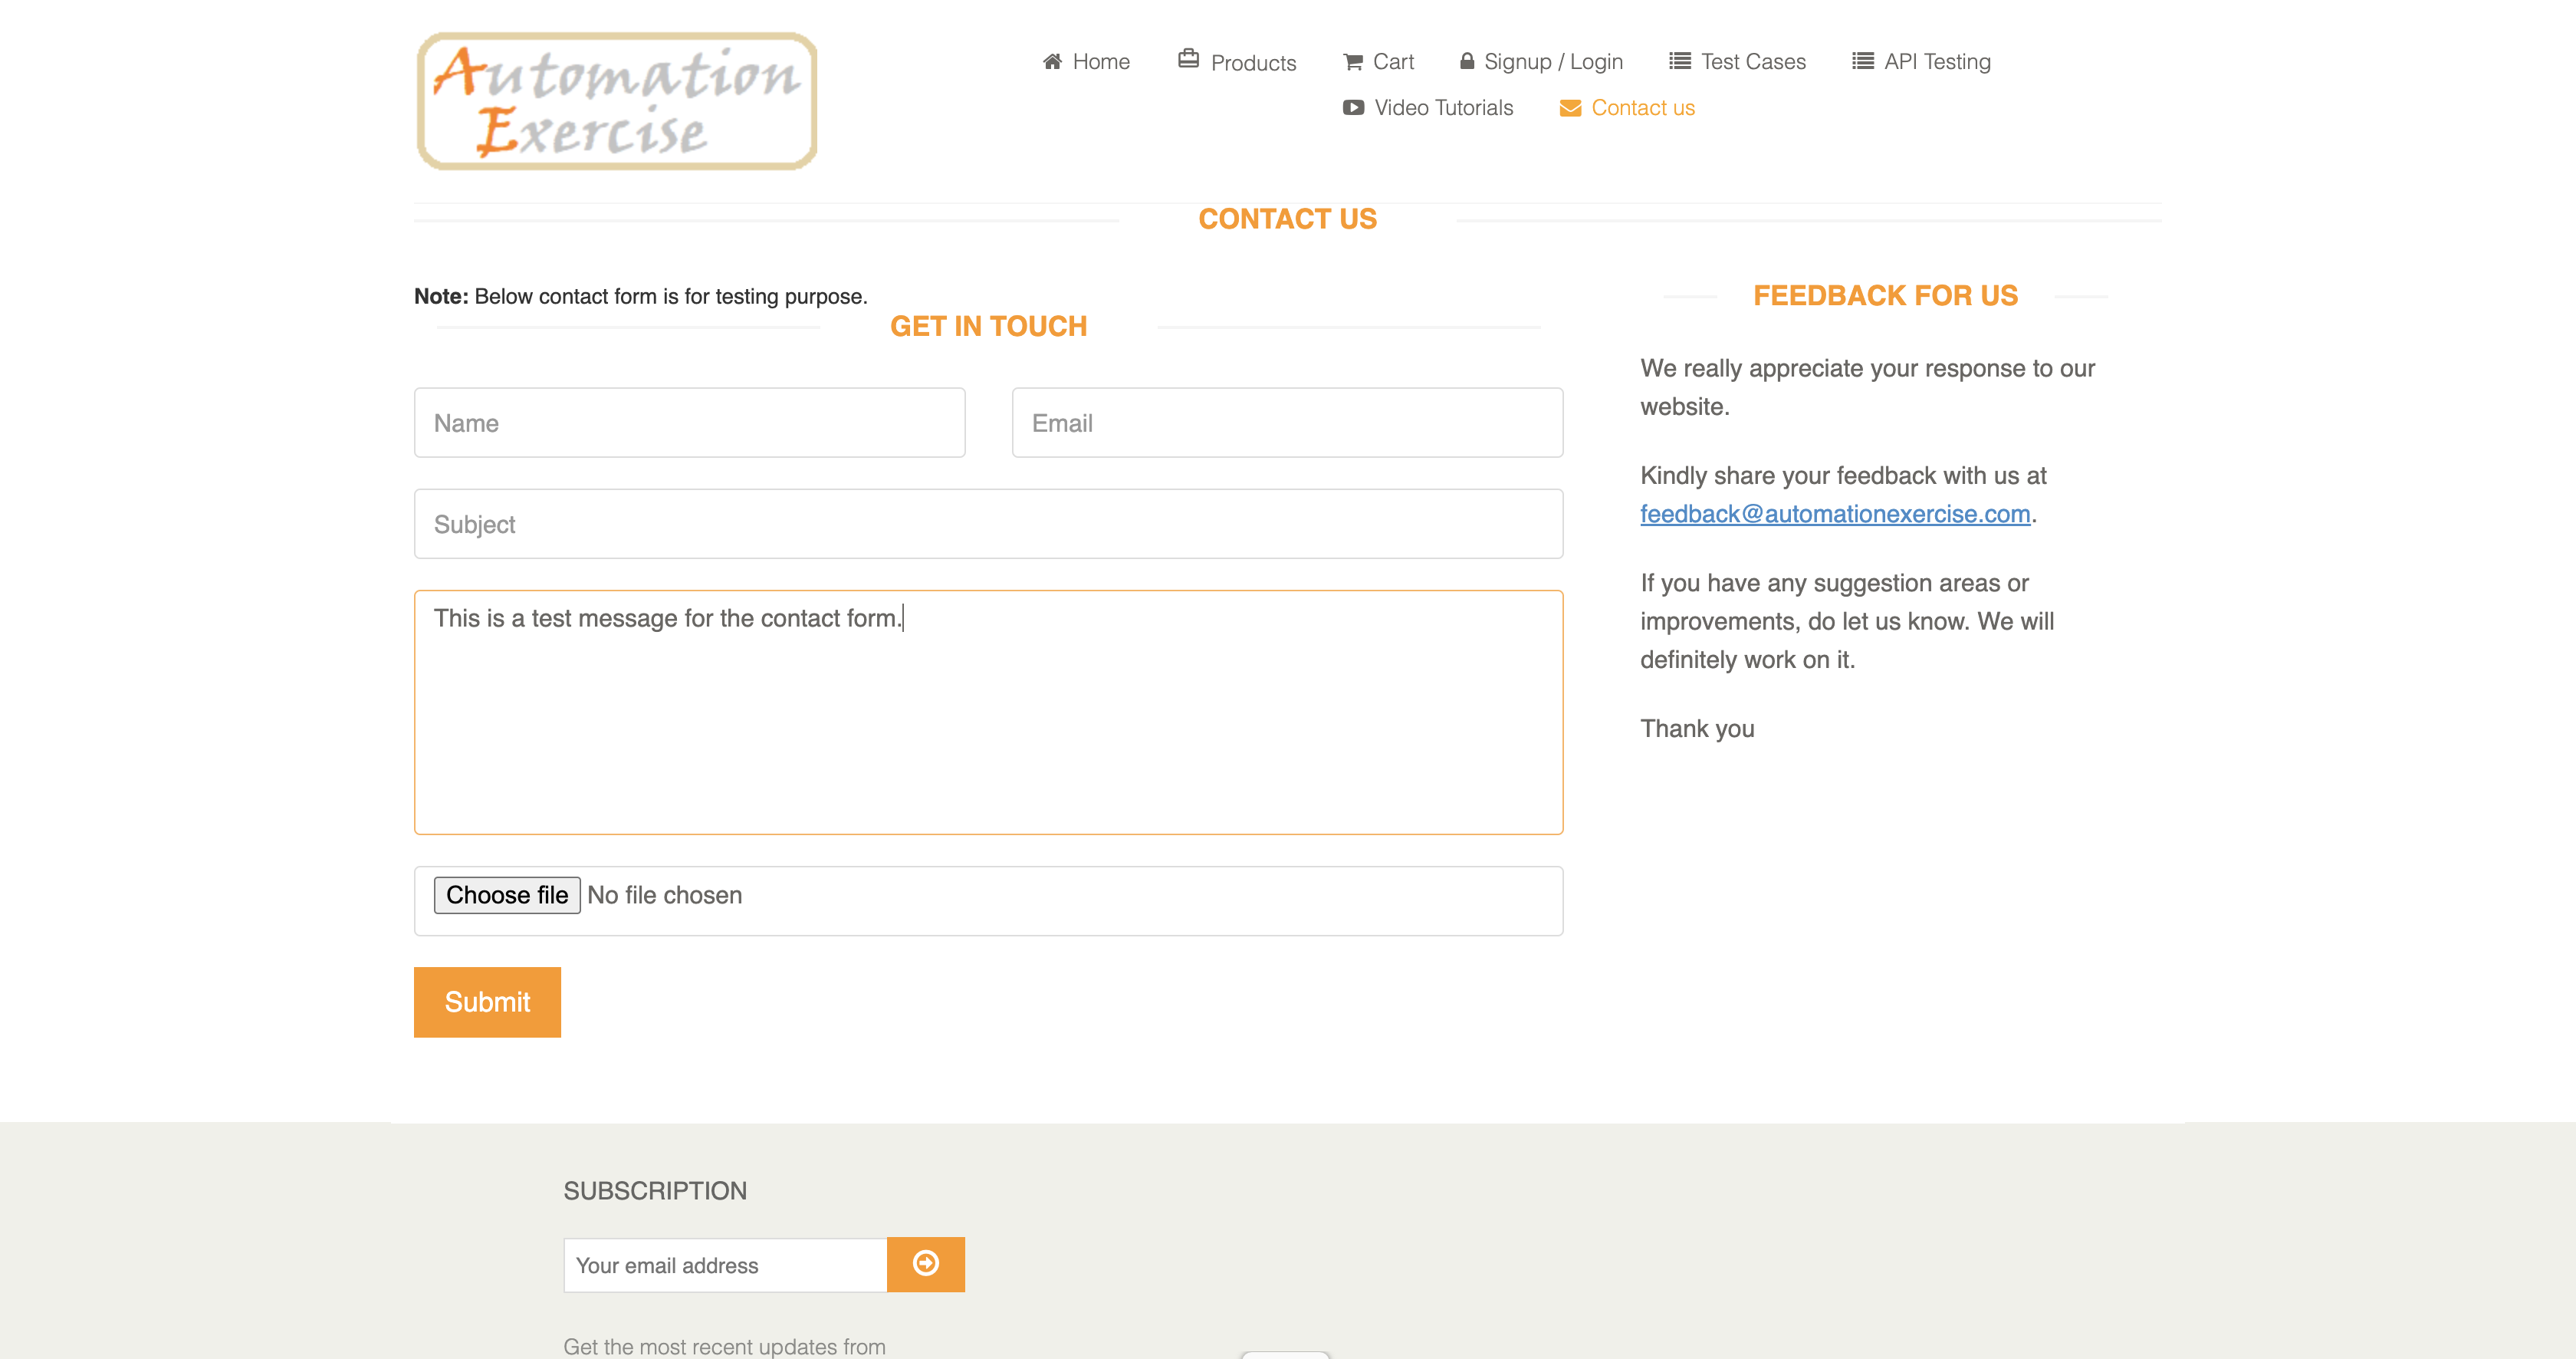 Automation
Exercise
Home
Products
Cart
Signup / Login
Test Cases
API Testing
Video Tutorials
Contact us
CONTACT US
Note: Below contact form is for testing purpose.
GET IN TOUCH
Name
Email
Subject
This is a test message for the contact form.
Choose file No file chosen
Submit
FEEDBACK FOR US
We really appreciate your response to our
website.
Kindly share your feedback with us at
feedback@automationexercise.com.
If you have any suggestion areas or
improvements, do let us know. We will
definitely work on it.
Thank you
SUBSCRIPTION
Your email address
Get the most recent updates from